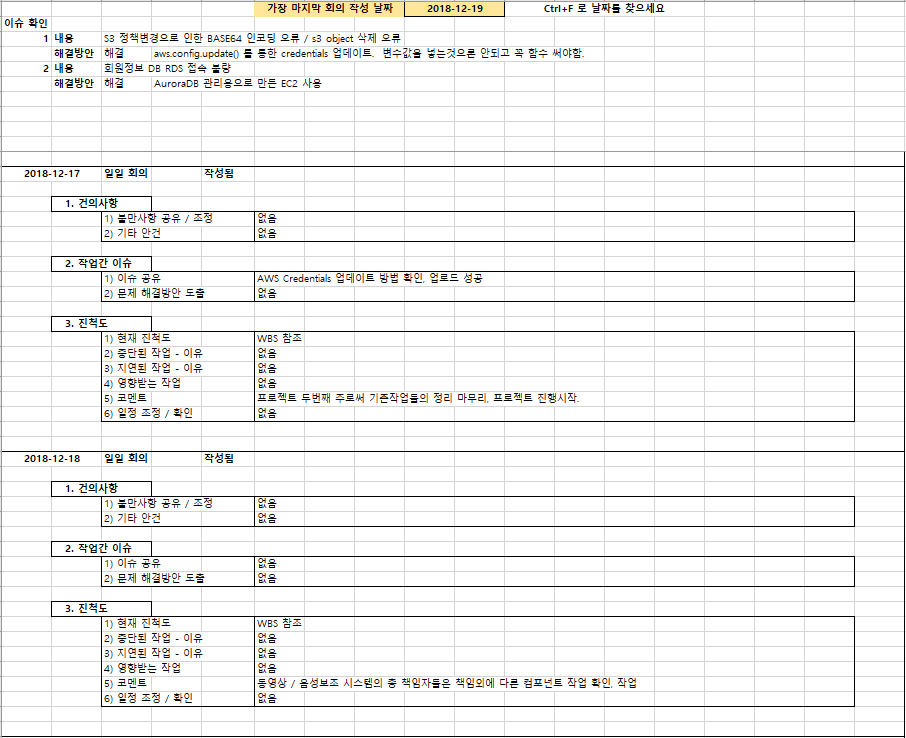 가장 마지막 회의 작성 날짜 2018-12-19 Ctrl+F 로 날짜를 찾으세요
이슈 확인
1 내용 S3 정책변경으로 인한 BASE64 인코딩 오류 / s3 object 삭제 오류
해결방안 해결 aws.config.update() 를 통한 credentials 업데이트. 변수값을 넣는것으론 안되고 꼭 함수 써야함.
2 내용 회원정보 DB RDS 접속 불량
해결방안 해결 AuroraDB 관리용으로 만든 EC2 사용
2018-12-17 일일 회의 작성됨
1. 건의사항
1) 불만사항 공유 / 조정 없음
2) 기타 안건 없음
2. 작업간 이슈
1) 이슈 공유 AWS Credentials 업데이트 방법 확인, 업로드 성공
2) 문제 해결방안 도출 없음
3. 진척도
1) 현재 진척도 WBS 참조
2) 중단된 작업 - 이유 없음
3) 지연된 작업 - 이유 없음
4) 영향받는 작업 없음
5) 코멘트 프로젝트 두번째 주로써 기존작업들의 정리 마무리, 프로젝트 진행시작.
6) 일정 조정 / 확인 없음
2018-12-18 일일 회의 작성됨
1. 건의사항
1) 불만사항 공유 / 조정 없음
2) 기타 안건 없음
2. 작업간 이슈
1) 이슈 공유 없음
2) 문제 해결방안 도출 없음
3. 진척도
1) 현재 진척도 WBS 참조
2) 중단된 작업 - 이유 없음
3) 지연된 작업 - 이유 없음
4) 영향받는 작업 없음
5) 코멘트 동영상 / 음성보조 시스템의 총 책임자들은 책임외에 다른 컴포넌트 작업 확인, 작업
6) 일정 조정 / 확인 없음